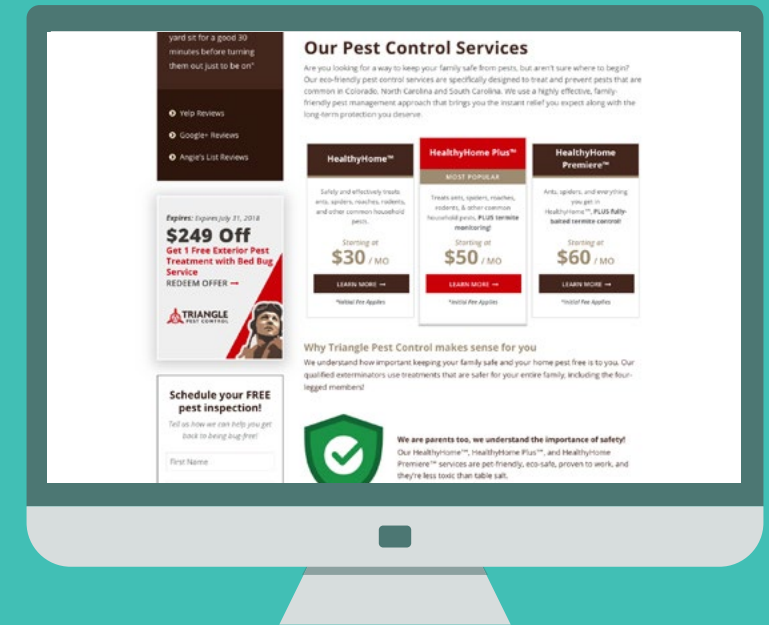 yard sit for a good 30
minutes before turning
them out just to be on"
Yelp Reviews
Google+ Reviews
Angie's List Reviews
Expires: Expires July 31, 2018
$249 Off
Get 1 Free Exterior Pest
Treatment with Bed Bug
Service
REDEEM OFFER →
TRIANGLE
PEST CONTROL
Schedule your FREE
pest inspection!
Tell us how we can help you get
back to being bug-free!
First Name
Our Pest Control Services
Are you looking for a way to keep your family safe from pests, but aren't sure where to begin?
Our eco-friendly pest control services are specifically designed to treat and prevent pests that are
common in Colorado, North Carolina and South Carolina. We use a highly effective, family-
friendly pest management approach that brings you the instant relief you expect along with the
long-term protection you deserve.
HealthyHome™
Safely and effectively treats
ants, spiders, roaches, rodents,
and other common household
pests.
Starting at
$30 / MO
LEARN MORE →
*Initial Fee Applies
HealthyHome Plus™
MOST POPULAR
Treats ants, spiders, roaches,
rodents, & other common
household pests, PLUS termite
monitoring!
Starting at
$50 / MO
LEARN MORE →
*Initial Fee Applies
HealthyHome
Premiere™
Ants, spiders, and everything
you get in
HealthyHome™, PLUS fully-
baited termite control!
Starting at
$60 / MO
LEARN MORE →
*Initial Fee Applies
Why Triangle Pest Control makes sense for you
We understand how important keeping your family safe and your home pest free is to you. Our
qualified exterminators use treatments that are safer for your entire family, including the four-
legged members!
We are parents too, we understand the importance of safety!
Our HealthyHome™, HealthyHome Plus™, and HealthyHome
Premiere™ services are pet-friendly, eco-safe, proven to work, and
they're less toxic than table salt.